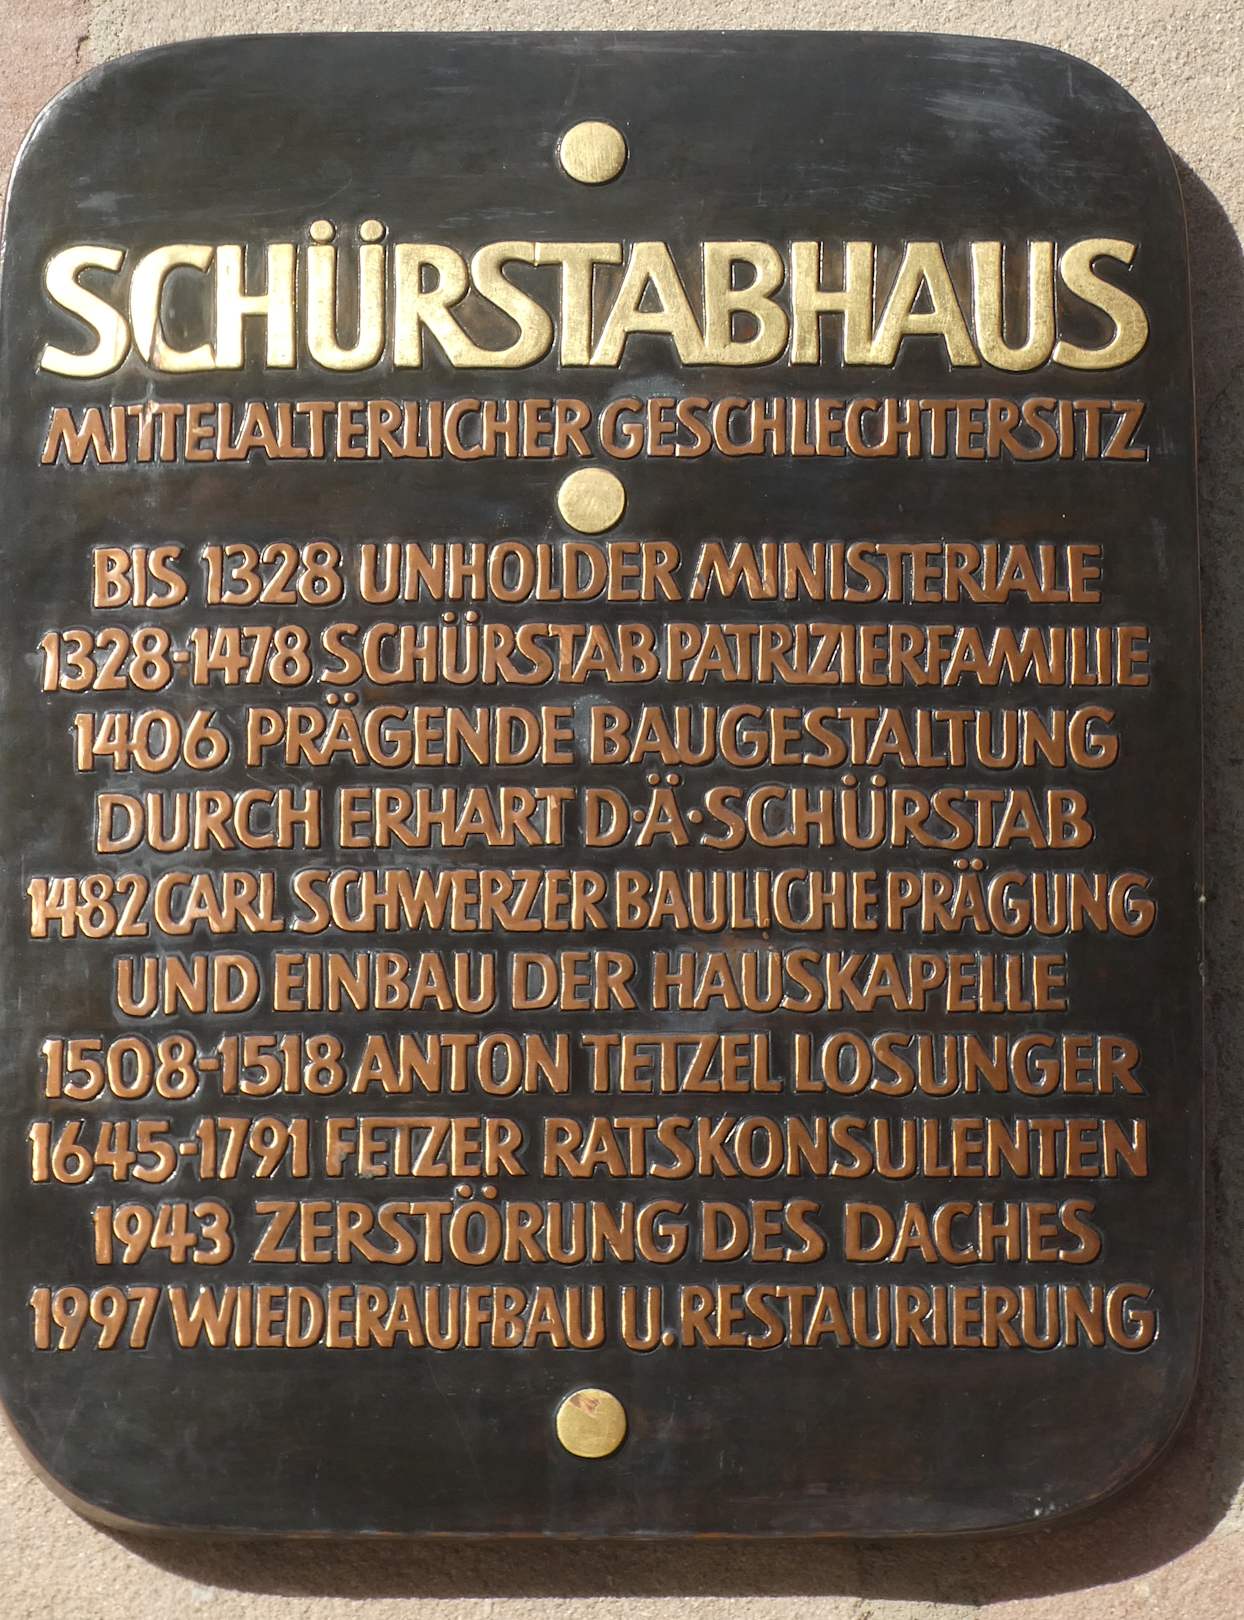 SCHÜRSTABHAUS
MITTELALTERLICHER GESCHLECHTERSITZ
BIS 1328 UNHOLDER MINISTERIALE
1328-1478 SCHÜRSTAB PATRIZIERFAMILIE
1406 PRÄGENDE BAUGESTALTUNG
DURCH ERHART D·Ä·SCHÜRSTAB
1482 CARL SCHWERZER BAULICHE PRÄGUNG
UND EINBAU DER HAUSKAPELLE
1508-1518 ANTON TETZEL LOSUNGER
1645-1791 FETZER RATSKONSULENTEN
1943 ZERSTÖRUNG DES DACHES
1997 WIEDERAUFBAU U. RESTAURIERUNG